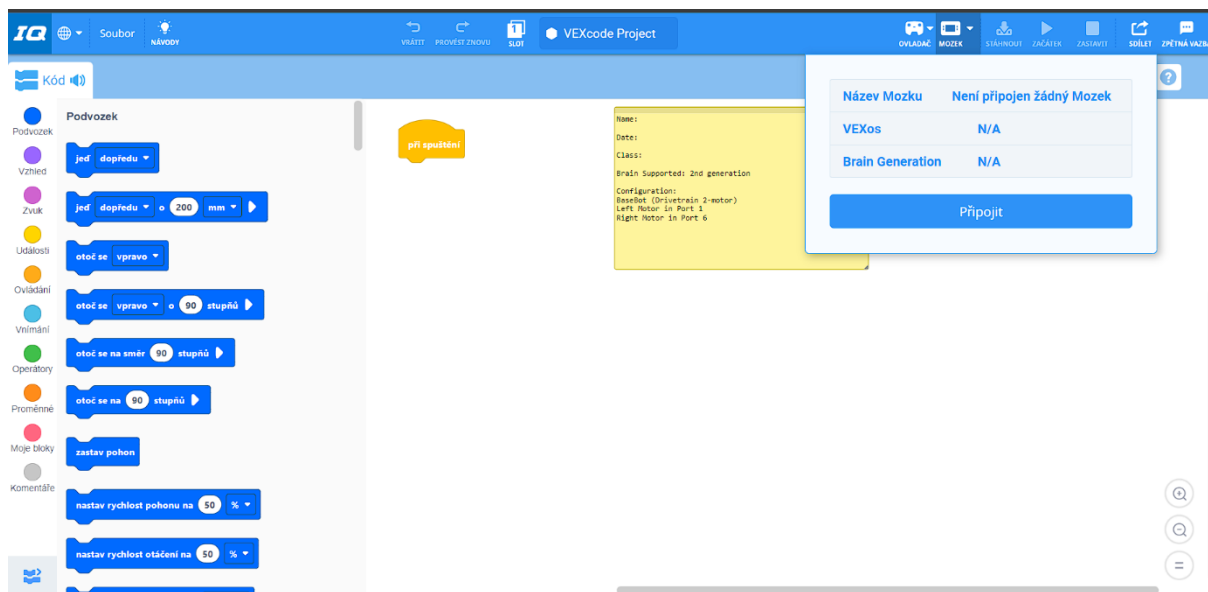 IQ
Soubor
NÁVODY
VRÁTIT
PROVÉST ZNOVU
1
SLOT
VEXcode Project
OVLADAČ
MOZEK
STÁHNOUT
ZAČÁTEK
ZASTAVIT
SDÍLET
ZPĚTNÁ VAZBA
Kód
?
Podvozek
Vzhled
Zvuk
Události
Ovládání
Vnímání
Operátory
Proměnné
Moje bloky
Komentáře
Podvozek
jeď dopředu
jeď dopředu o 200 mm
otoč se vpravo
otoč se vpravo o 90 stupňů
otoč se na směr 90 stupňů
otoč se na 90 stupňů
zastav pohon
nastav rychlost pohonu na 50 %
nastav rychlost otáčení na 50 %
při spuštění
Name:
Date:
Class:
Brain Supported: 2nd generation
Configuration:
BaseBot (Drivetrain 2-motor)
Left Motor in Port 1
Right Motor in Port 6
Název Mozku Není připojen žádný Mozek
VEXos N/A
Brain Generation N/A
Připojit